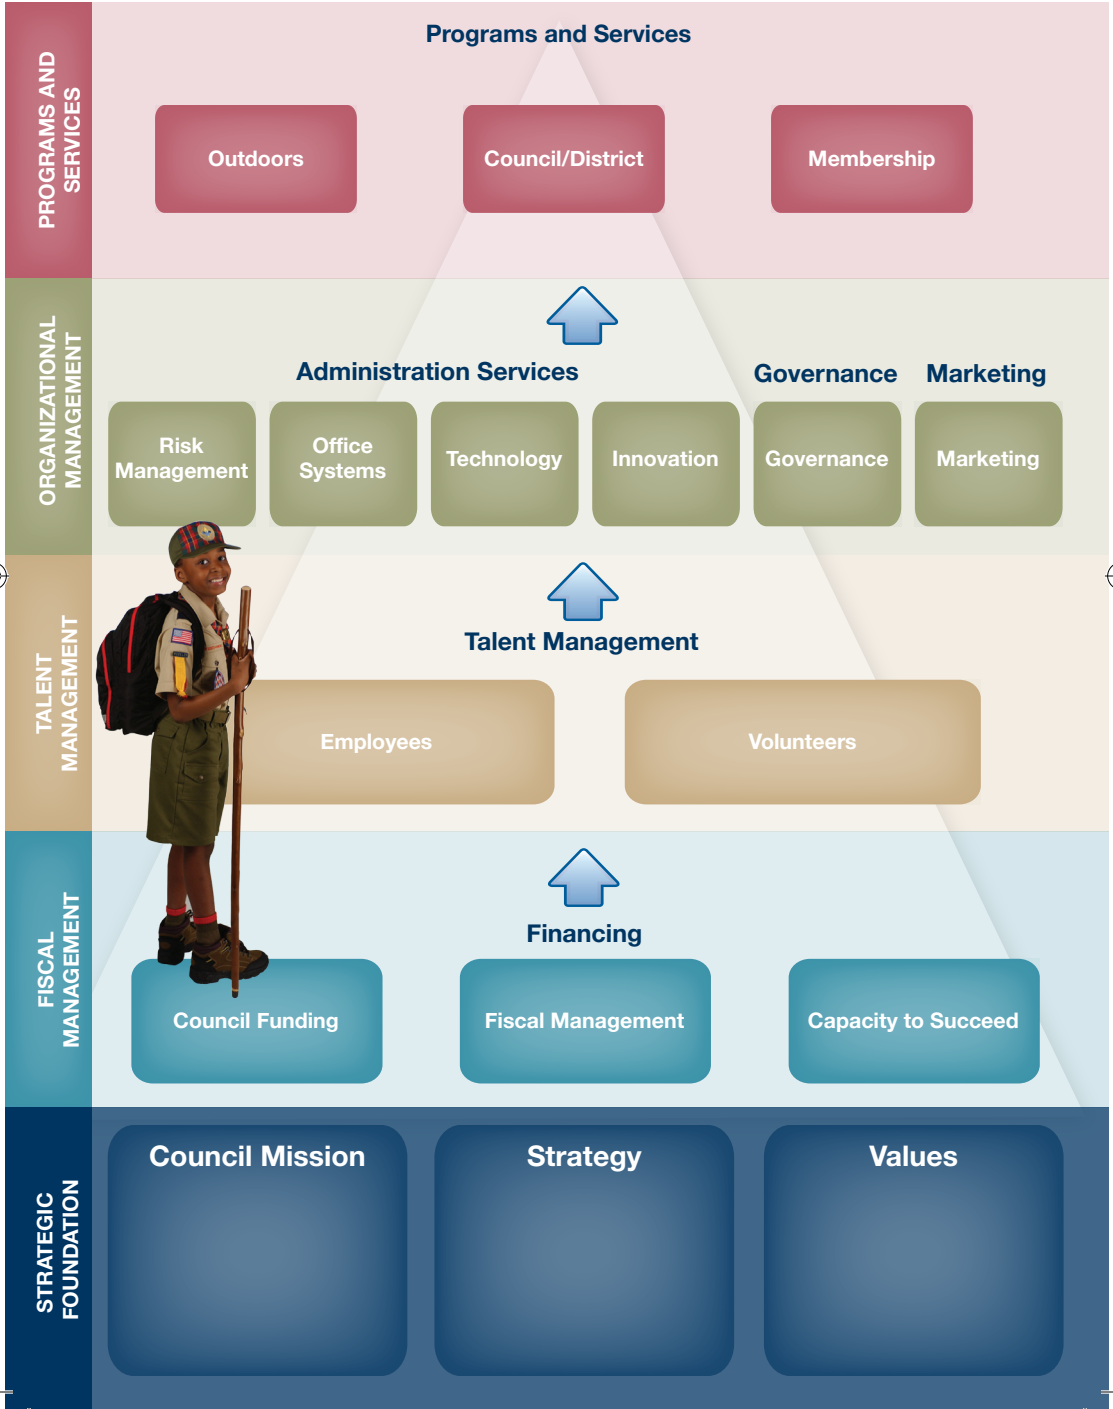 PROGRAMS AND
SERVICES
Programs and Services
Outdoors
Council/District
Membership
ORGANIZATIONAL
MANAGEMENT
Administration Services
Governance
Marketing
Risk
Management
Office
Systems
Technology
Innovation
Governance
Marketing
TALENT
MANAGEMENT
Talent Management
Employees
Volunteers
FISCAL
MANAGEMENT
Financing
Council Funding
Fiscal Management
Capacity to Succeed
STRATEGIC
FOUNDATION
Council Mission
Strategy
Values